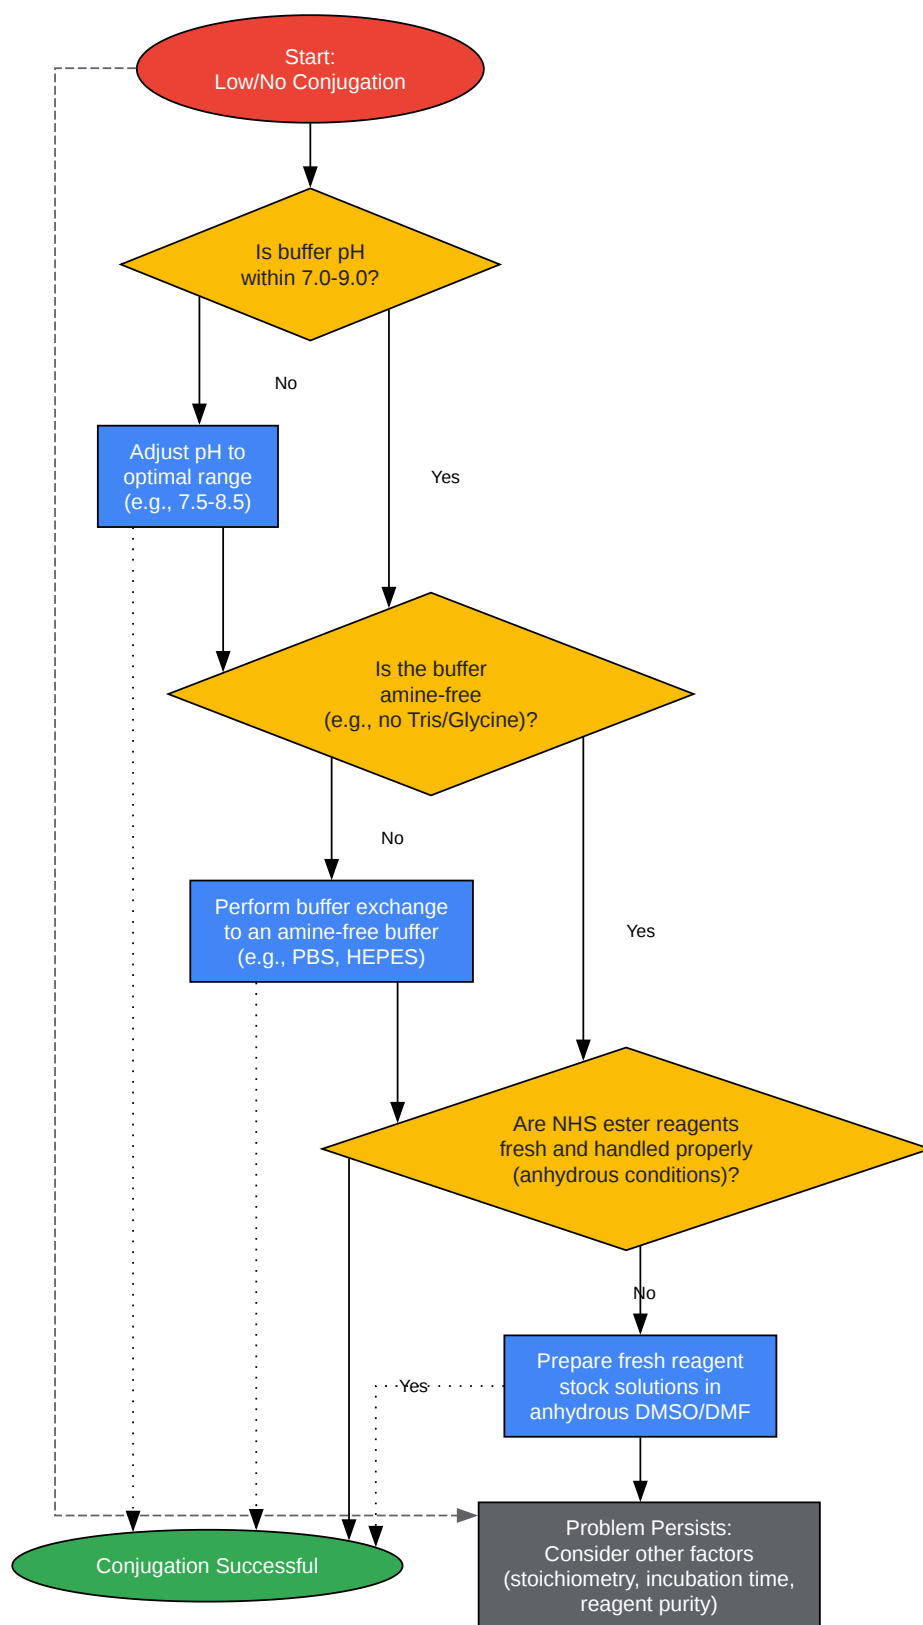 Start:
Low/No Conjugation
Is buffer pH
within 7.0-9.0?
No
Adjust pH to
optimal range
(e.g., 7.5-8.5)
Yes
Is the buffer
amine-free
(e.g., no Tris/Glycine)?
No
Perform buffer exchange
to an amine-free buffer
(e.g., PBS, HEPES)
Yes
Are NHS ester reagents
fresh and handled properly
(anhydrous conditions)?
No
Prepare fresh reagent
stock solutions in
anhydrous DMSO/DMF
Yes
Problem Persists:
Consider other factors
(stoichiometry, incubation time,
reagent purity)
Conjugation Successful